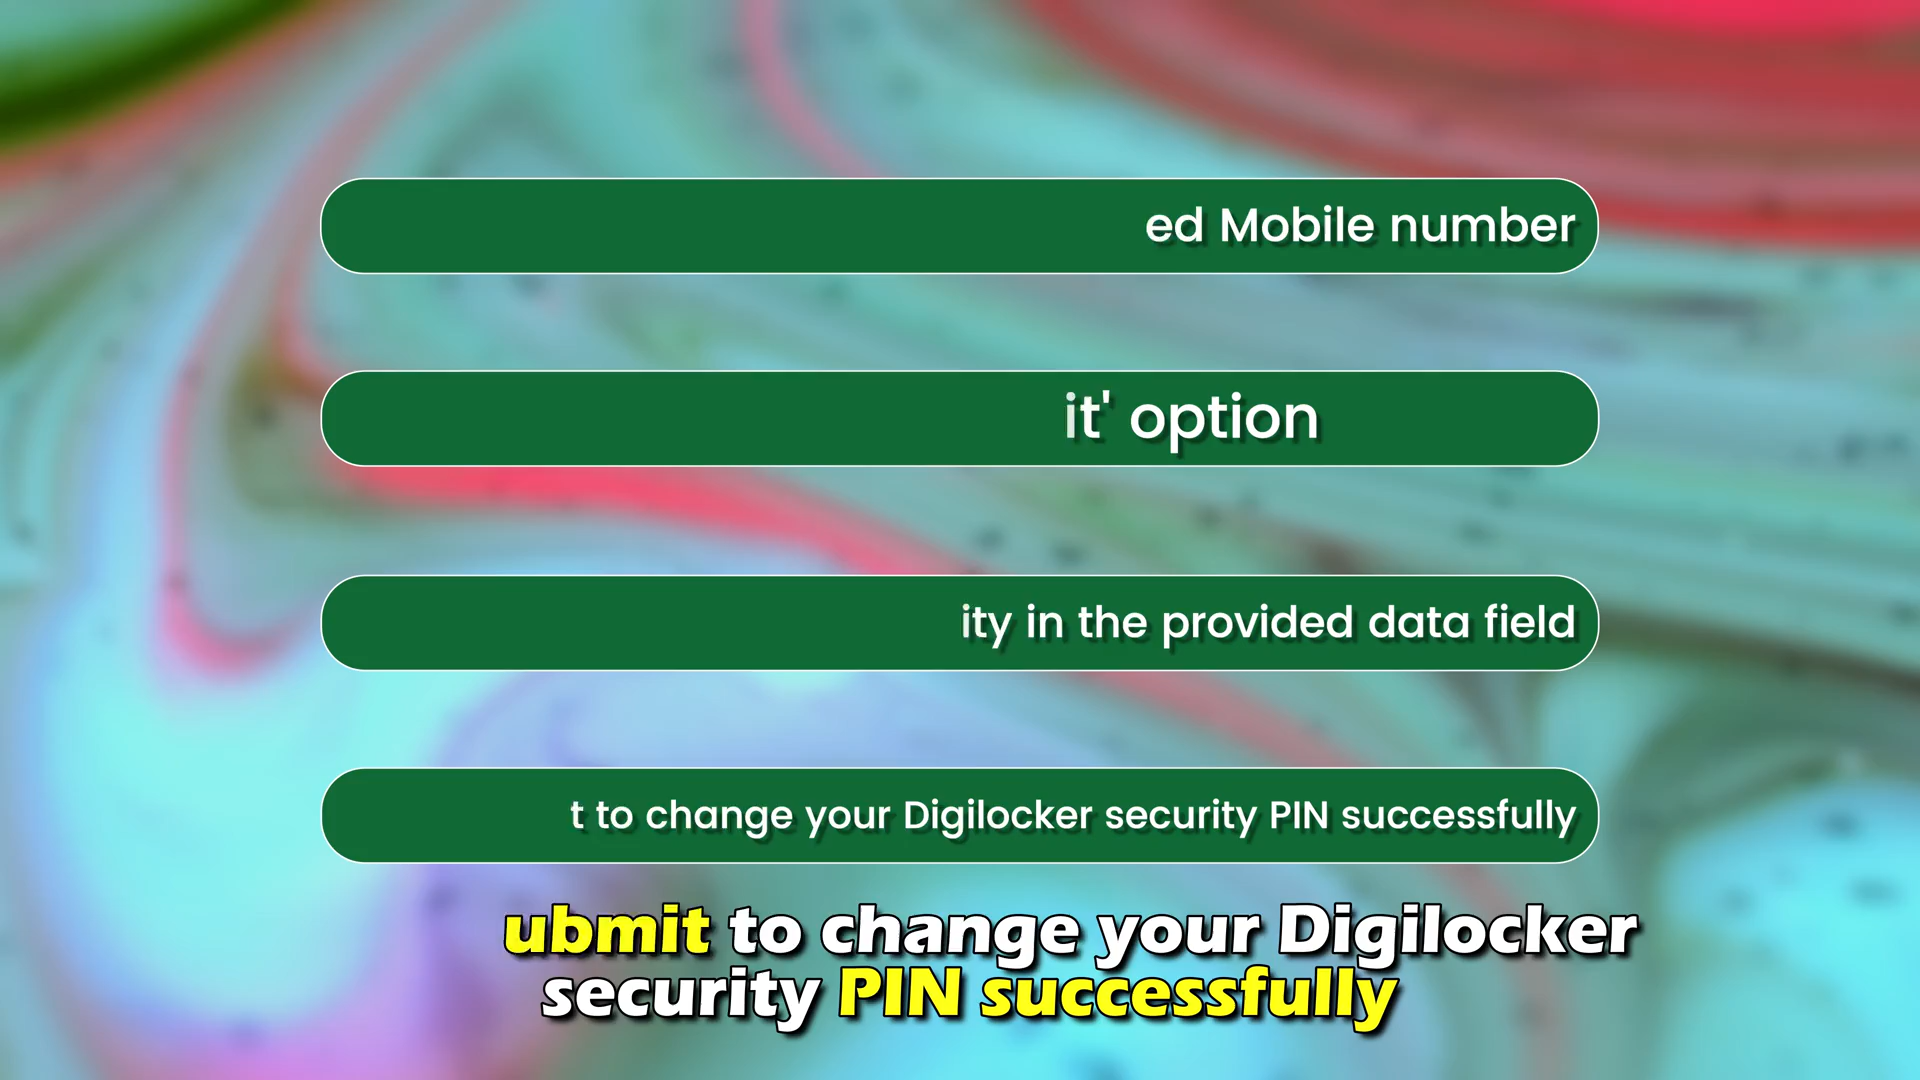 ed Mobile number
it' option
ity in the provided data field
t to change your Digilocker security PIN successfully
ubmit to change your Digilocker
security PIN successfully